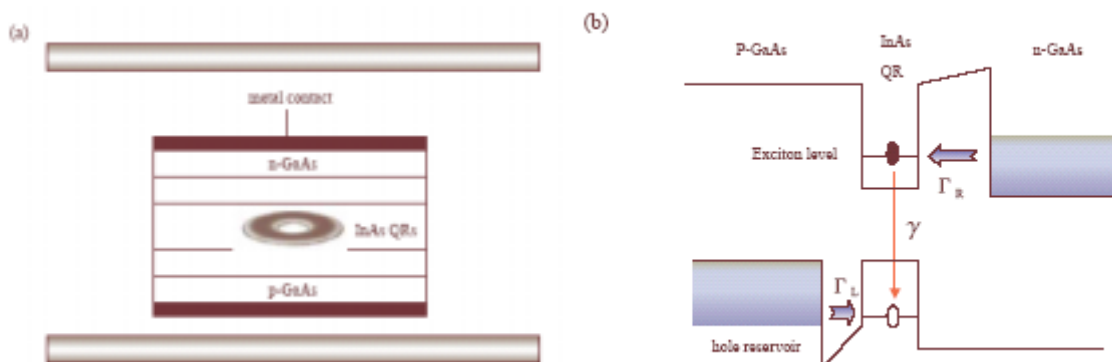 (a)
metal contact
n-GaAs
InAs QRs
p-GaAs
(b)
P-GaAs
InAs
QR
n-GaAs
Exciton level
Γ R
γ
Γ L
hole reservoir